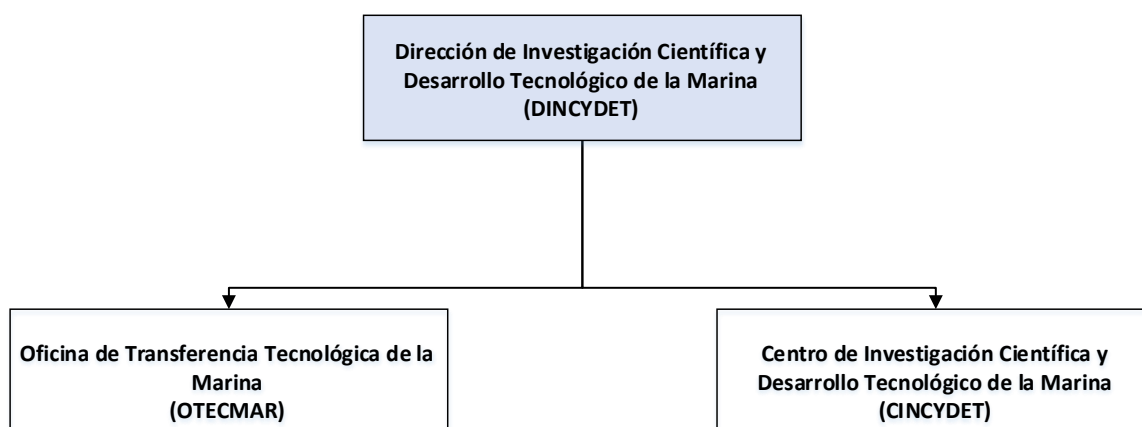 Dirección de Investigación Científica y
Desarrollo Tecnológico de la Marina
(DINCYDET)
Oficina de Transferencia Tecnológica de la
Marina
(OTECMAR)
Centro de Investigación Científica y
Desarrollo Tecnológico de la Marina
(CINCYDET)